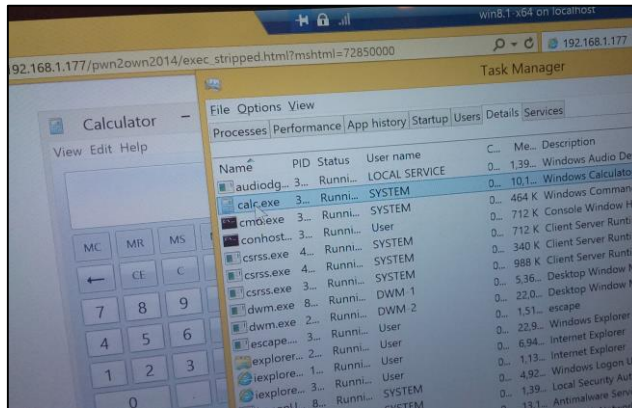 win8.1-x64 on localhost
92.168.1.177/pwn2own2014/exec_stripped.html?mshtml=72850000
192.168.1.177
Task Manager
File Options View
Processes Performance App history Startup Users Details Services
Name PID Status User name C... Me... Description
audiodg... 3... Runni... LOCAL SERVICE 0... 1,39... Windows Audio De
calc.exe 3... Runni... SYSTEM 0... 10,1... Windows Calculato
cmd.exe 3... Runni... SYSTEM 0... 464 K Windows Comman
conhost... 3... Runni... User 0... 712 K Console Window H
csrss.exe 4... Runni... SYSTEM 0... 712 K Client Server Runti
csrss.exe 4... Runni... SYSTEM 0... 340 K Client Server Runti
csrss.exe 3... Runni... SYSTEM 0... 988 K Client Server Runti
dwm.exe 8... Runni... DWM-1 0... 5,36... Desktop Window
dwm.exe 2... Runni... DWM-2 0... 22,0... Desktop Window
escape.... 3... Runni... User 0... 1,51... escape
explorer... 2... Runni... User 0... 22,9... Windows Explorer
iexplore... 1... Runni... User 0... 6,94... Internet Explorer
iexplore... 3... Runni... User 0... 1,13... Internet Explorer
8... Runni... SYSTEM 0... 4,92... Windows Logon U
SYSTEM 0... 1,39... Local Security Aut
13,1... Antimalware Serv
Calculator
View Edit Help
MC MR MS
← CE C
7 8 9
4 5 6
1 2 3
0